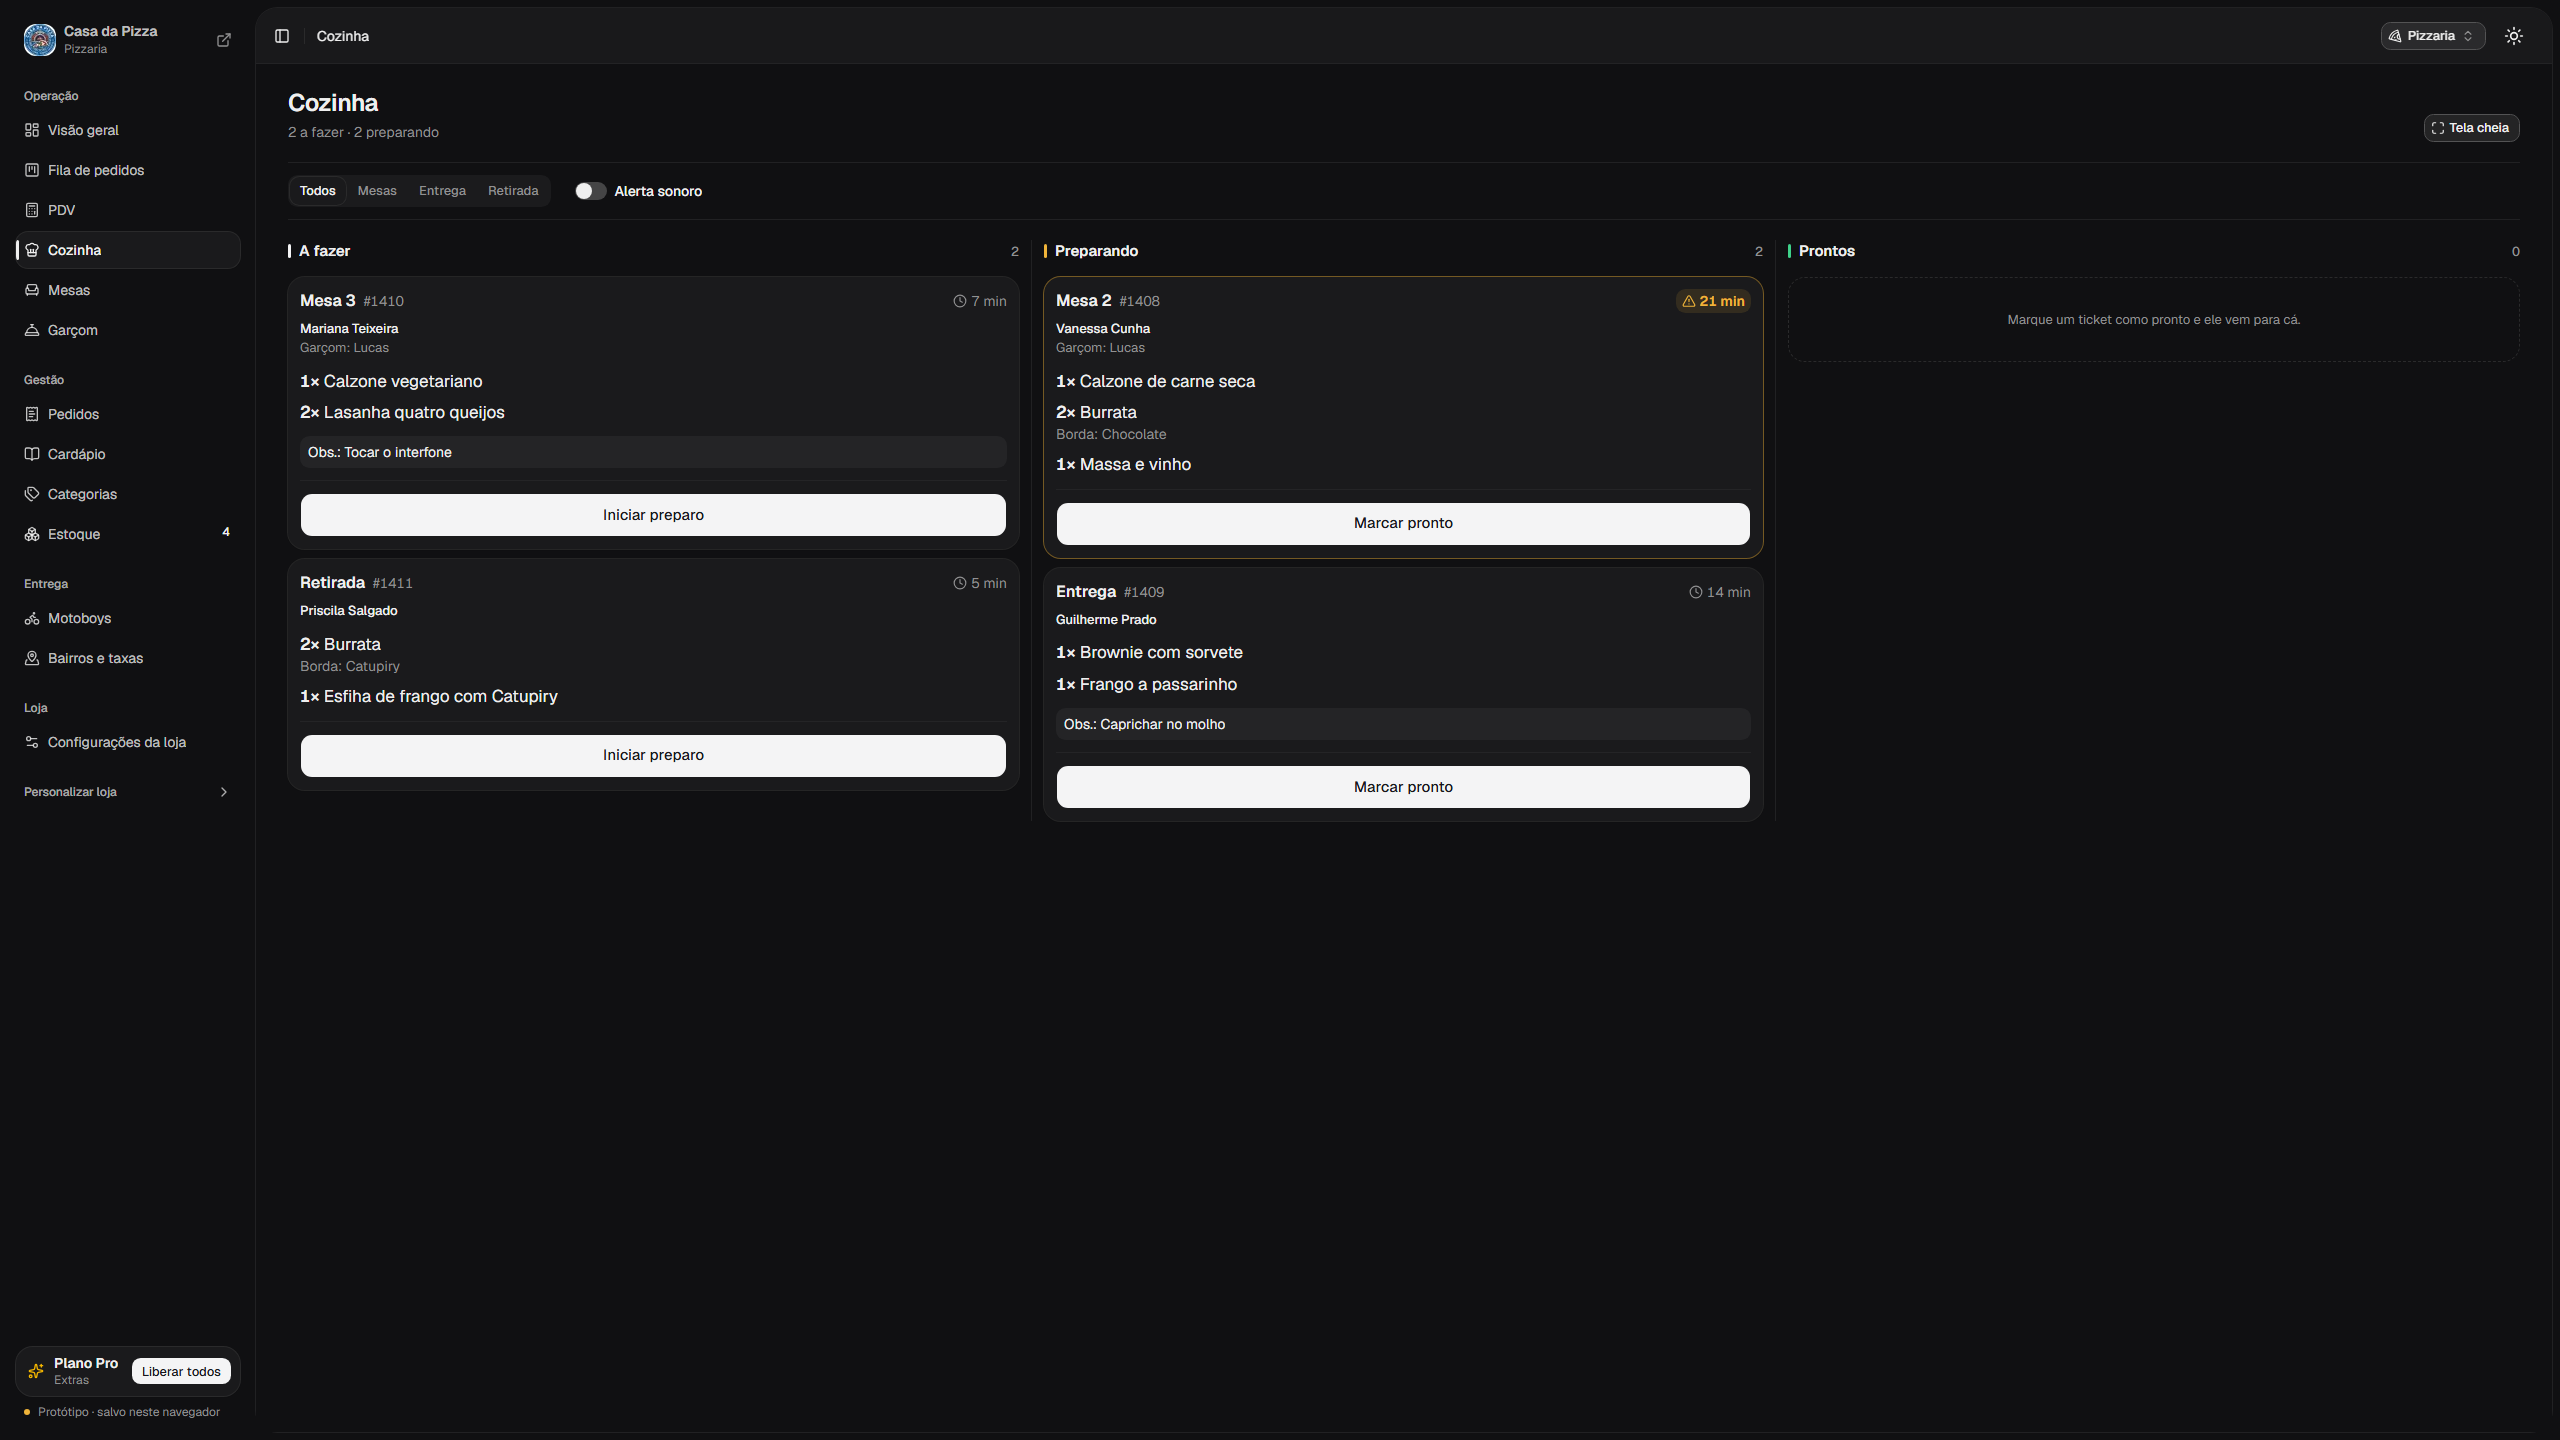 Casa da Pizza
Pizzaria
Operação
Visão geral
Fila de pedidos
PDV
Cozinha
Mesas
Garçom
Gestão
Pedidos
Cardápio
Categorias
Estoque 4
Entrega
Motoboys
Bairros e taxas
Loja
Configurações da loja
Personalizar loja
Plano Pro
Extras
Liberar todos
Protótipo · salvo neste navegador
Cozinha
Pizzaria
Cozinha
2 a fazer · 2 preparando
Tela cheia
Todos Mesas Entrega Retirada Alerta sonoro
A fazer 2
Mesa 3 #1410 7 min
Mariana Teixeira
Garçom: Lucas
1× Calzone vegetariano
2× Lasanha quatro queijos
Obs.: Tocar o interfone
Iniciar preparo
Retirada #1411 5 min
Priscila Salgado
2× Burrata
Borda: Catupiry
1× Esfiha de frango com Catupiry
Iniciar preparo
Preparando 2
Mesa 2 #1408 21 min
Vanessa Cunha
Garçom: Lucas
1× Calzone de carne seca
2× Burrata
Borda: Chocolate
1× Massa e vinho
Marcar pronto
Entrega #1409 14 min
Guilherme Prado
1× Brownie com sorvete
1× Frango a passarinho
Obs.: Caprichar no molho
Marcar pronto
Prontos 0
Marque um ticket como pronto e ele vem para cá.